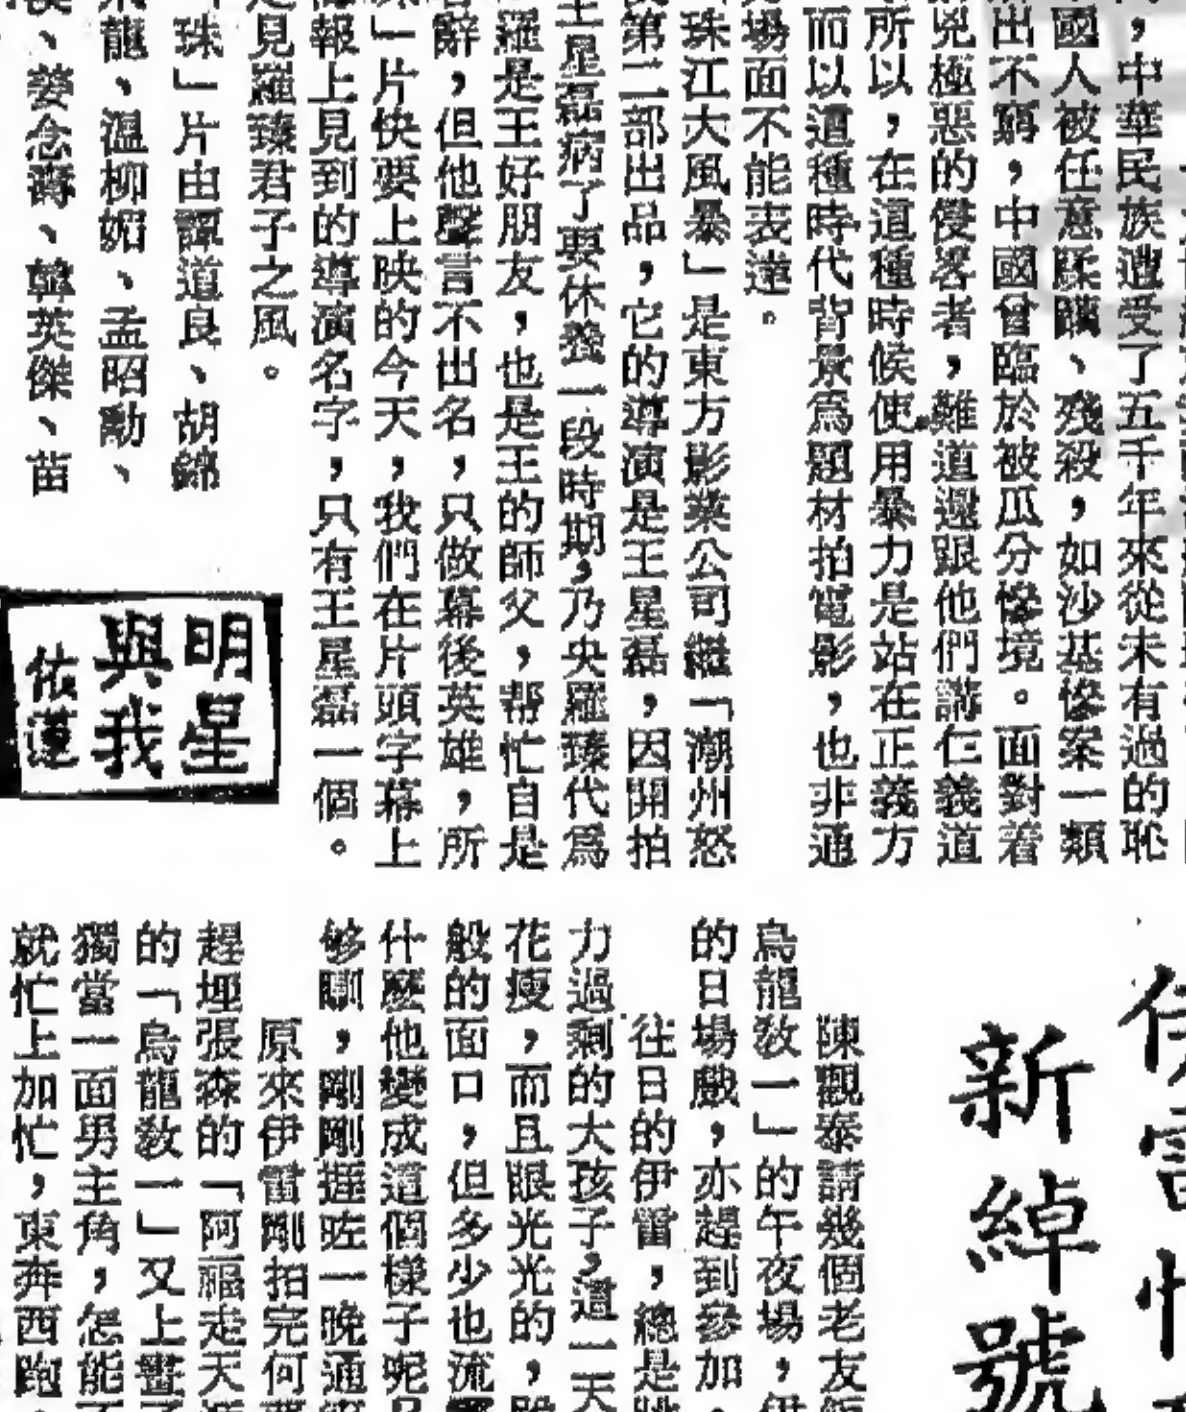 ，中華民族遭受了五千年來從未有過的恥
國人被任意蹂躪、殘殺，如沙基慘案一類
出不窮，中國曾臨於被瓜分慘境。面對着
兇極惡的侵畧者，難道還跟他們講仁義道
所以，在這種時候使用暴力是站在正義方
而以這種時代背景爲題材拍電影，也非通
場面不能表達。
珠江大風暴」是東方影業公司繼「潮州怒
第二部出品，它的導演是王星磊，因開拍
王星磊病了要休養一段時期，乃央羅臻代爲
羅是王好朋友，也是王的師父，帮忙自是
辭，但他聲言不出名，只做幕後英雄，所
」片快要上映的今天，我們在片頭字幕上
報上見到的導演名字，只有王星磊一個。
見羅臻君子之風。
珠」片由譚道良、胡錦
龍、溫柳媚、孟昭勳、
、姜念壽、韓英傑、苗
明星
與我
依蓮
新綽號
陳觀泰請幾個老友
烏龍教一」的午夜場，伊
的日場戲，亦趕到參加，
往日的伊雷，總是
力過剩的大孩子，這一天
花瘦，而且眼光光的，
般的面口，但多少也流
什麼他變成這個樣子呢
够瞓，剛剛捱咗一晚通
原來伊雷剛拍完何
趕埋張森的「阿福走天
的「烏龍教一」又上
獨當一面男主角，怎能不
就忙上加忙，東奔西跑